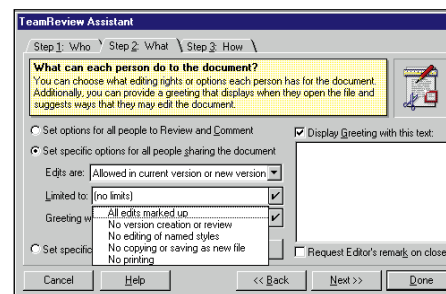 TeamReview Assistant
Step 1: Who
Step 2: What
Step 3: How
What can each person do to the document?
You can choose what editing rights or options each person has for the document.
Additionally, you can provide a greeting that displays when they open the file and
suggests ways that they may edit the document.
Set options for all people to Review and Comment
Set specific options for all people sharing the document
Edits are: Allowed in current version or new version
Limited to: (no limits)
Greeting w
All edits marked up
No version creation or review
No editing of named styles
No copying or saving as new file
No printing
Set specific
Display Greeting with this text:
Request Editor's remark on close
Cancel
Help
<< Back
Next >>
Done